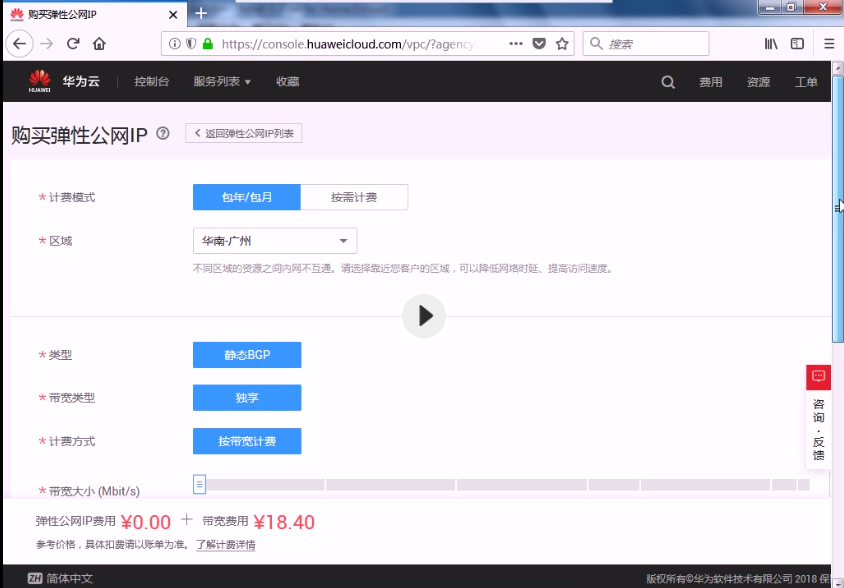 购买弹性公网IP
https://console.huaweicloud.com/vpc/?agency
搜索
HUAWEI
华为云
控制台
服务列表
收藏
费用
资源
工单
购买弹性公网IP
返回弹性公网IP列表
* 计费模式
包年/包月
按需计费
* 区域
华南-广州
不同区域的资源之间内网不互通。请选择靠近您客户的区域，可以降低网络时延、提高访问速度。
* 类型
静态BGP
* 带宽类型
独享
* 计费方式
按带宽计费
* 带宽大小 (Mbit/s)
咨询·反馈
弹性公网IP费用 ¥0.00 + 带宽费用 ¥18.40
参考价格，具体扣费请以账单为准。 了解计费详情
ZH 简体中文
版权所有©华为软件技术有限公司 2018 保